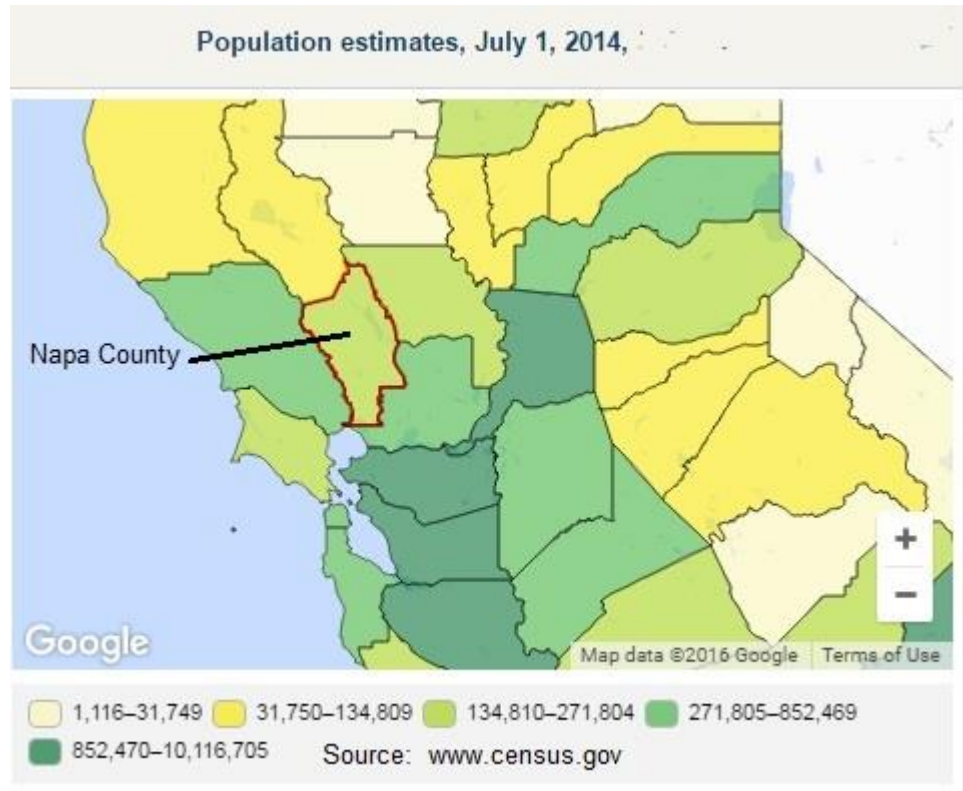 Population estimates, July 1, 2014,
Napa County
+
−
Google
Map data ©2016 Google Terms of Use
1,116–31,749 31,750–134,809 134,810–271,804 271,805–852,469
852,470–10,116,705 Source: www.census.gov